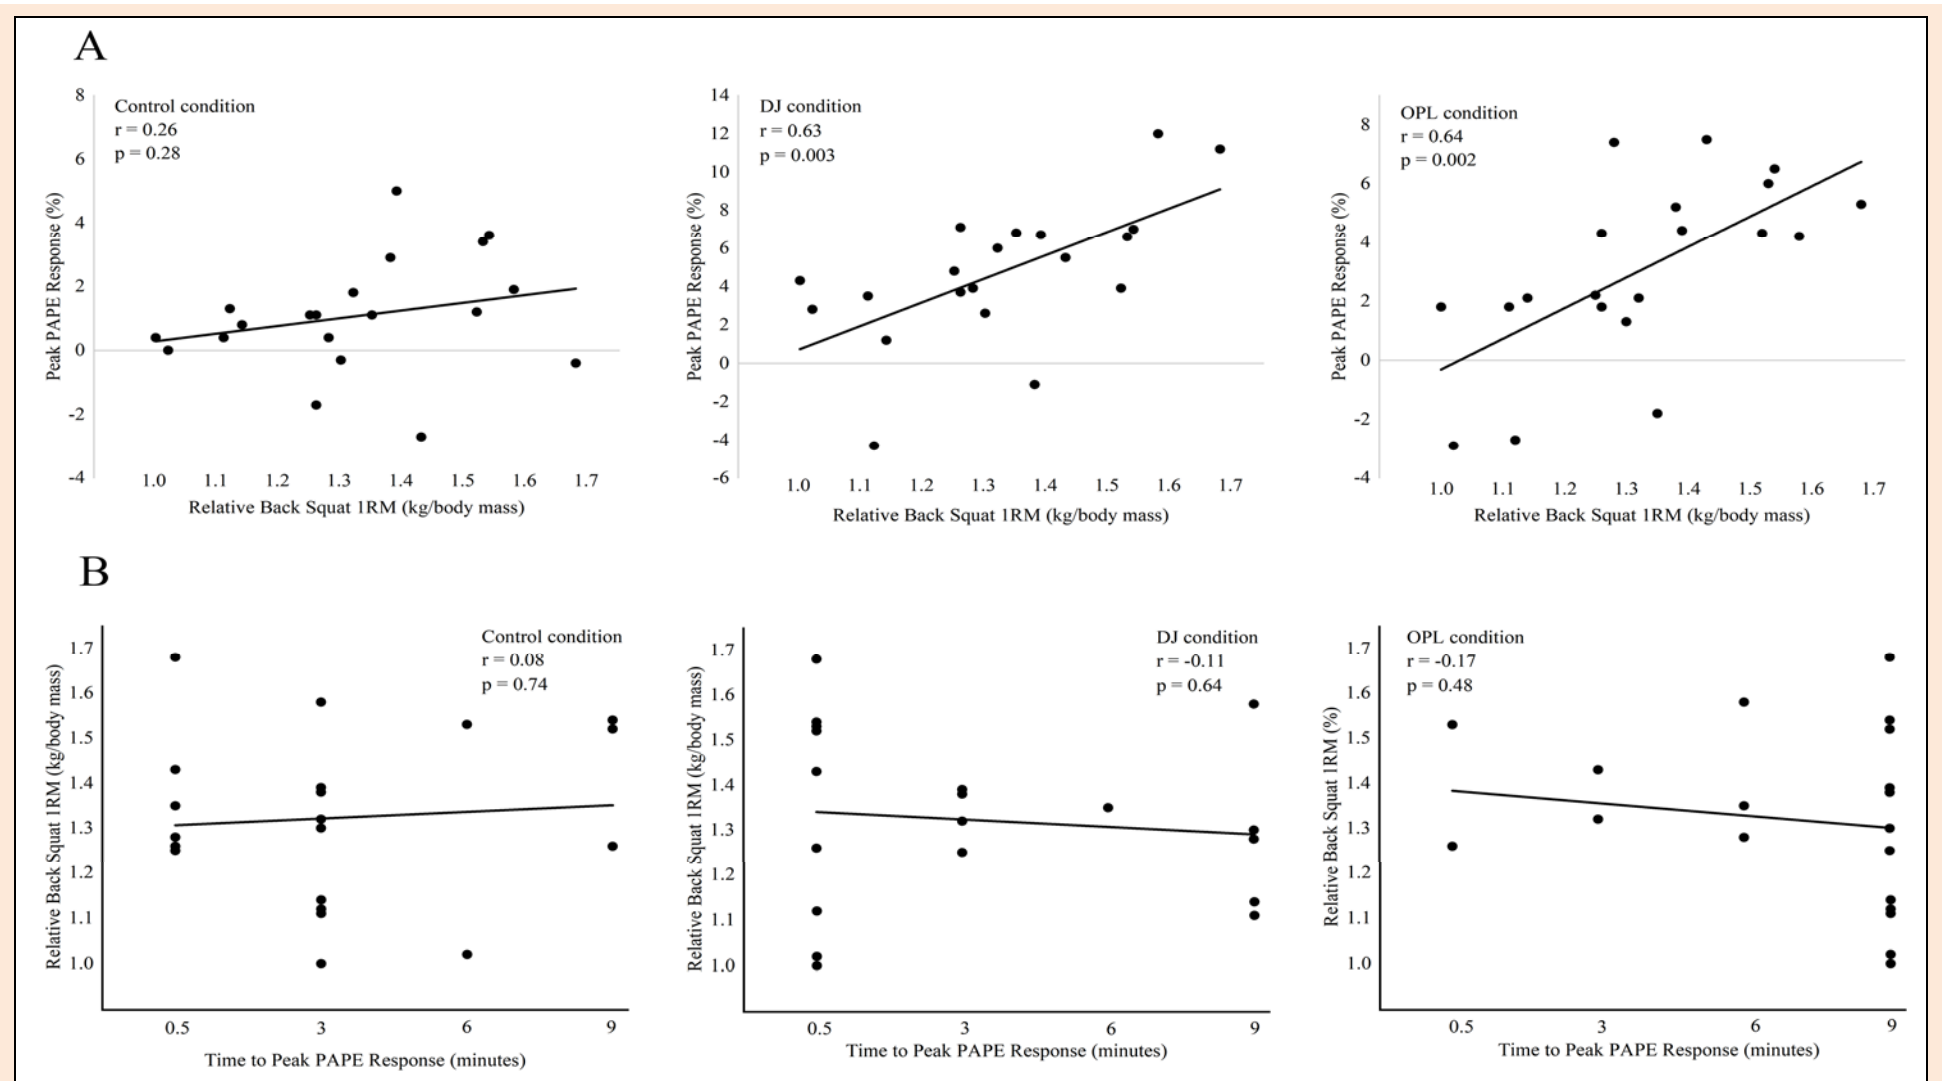 A
Control condition
r = 0.26
p = 0.28
8
6
4
2
0
-2
-4
Peak PAPE Response (%)
1.0 1.1 1.2 1.3 1.4 1.5 1.6 1.7
Relative Back Squat 1RM (kg/body mass)
DJ condition
r = 0.63
p = 0.003
14
12
10
8
6
4
2
0
-2
-4
-6
Peak PAPE Response (%)
1.0 1.1 1.2 1.3 1.4 1.5 1.6 1.7
Relative Back Squat 1RM (kg/body mass)
OPL condition
r = 0.64
p = 0.002
8
6
4
2
0
-2
-4
Peak PAPE Response (%)
1.0 1.1 1.2 1.3 1.4 1.5 1.6 1.7
Relative Back Squat 1RM (kg/body mass)
B
Control condition
r = 0.08
p = 0.74
1.7
1.6
1.5
1.4
1.3
1.2
1.1
1.0
Relative Back Squat 1RM (kg/body mass)
0.5 3 6 9
Time to Peak PAPE Response (minutes)
DJ condition
r = -0.11
p = 0.64
1.7
1.6
1.5
1.4
1.3
1.2
1.1
1.0
Relative Back Squat 1RM (kg/body mass)
0.5 3 6 9
Time to Peak PAPE Response (minutes)
OPL condition
r = -0.17
p = 0.48
1.7
1.6
1.5
1.4
1.3
1.2
1.1
1.0
Relative Back Squat 1RM (%)
0.5 3 6 9
Time to Peak PAPE Response (minutes)